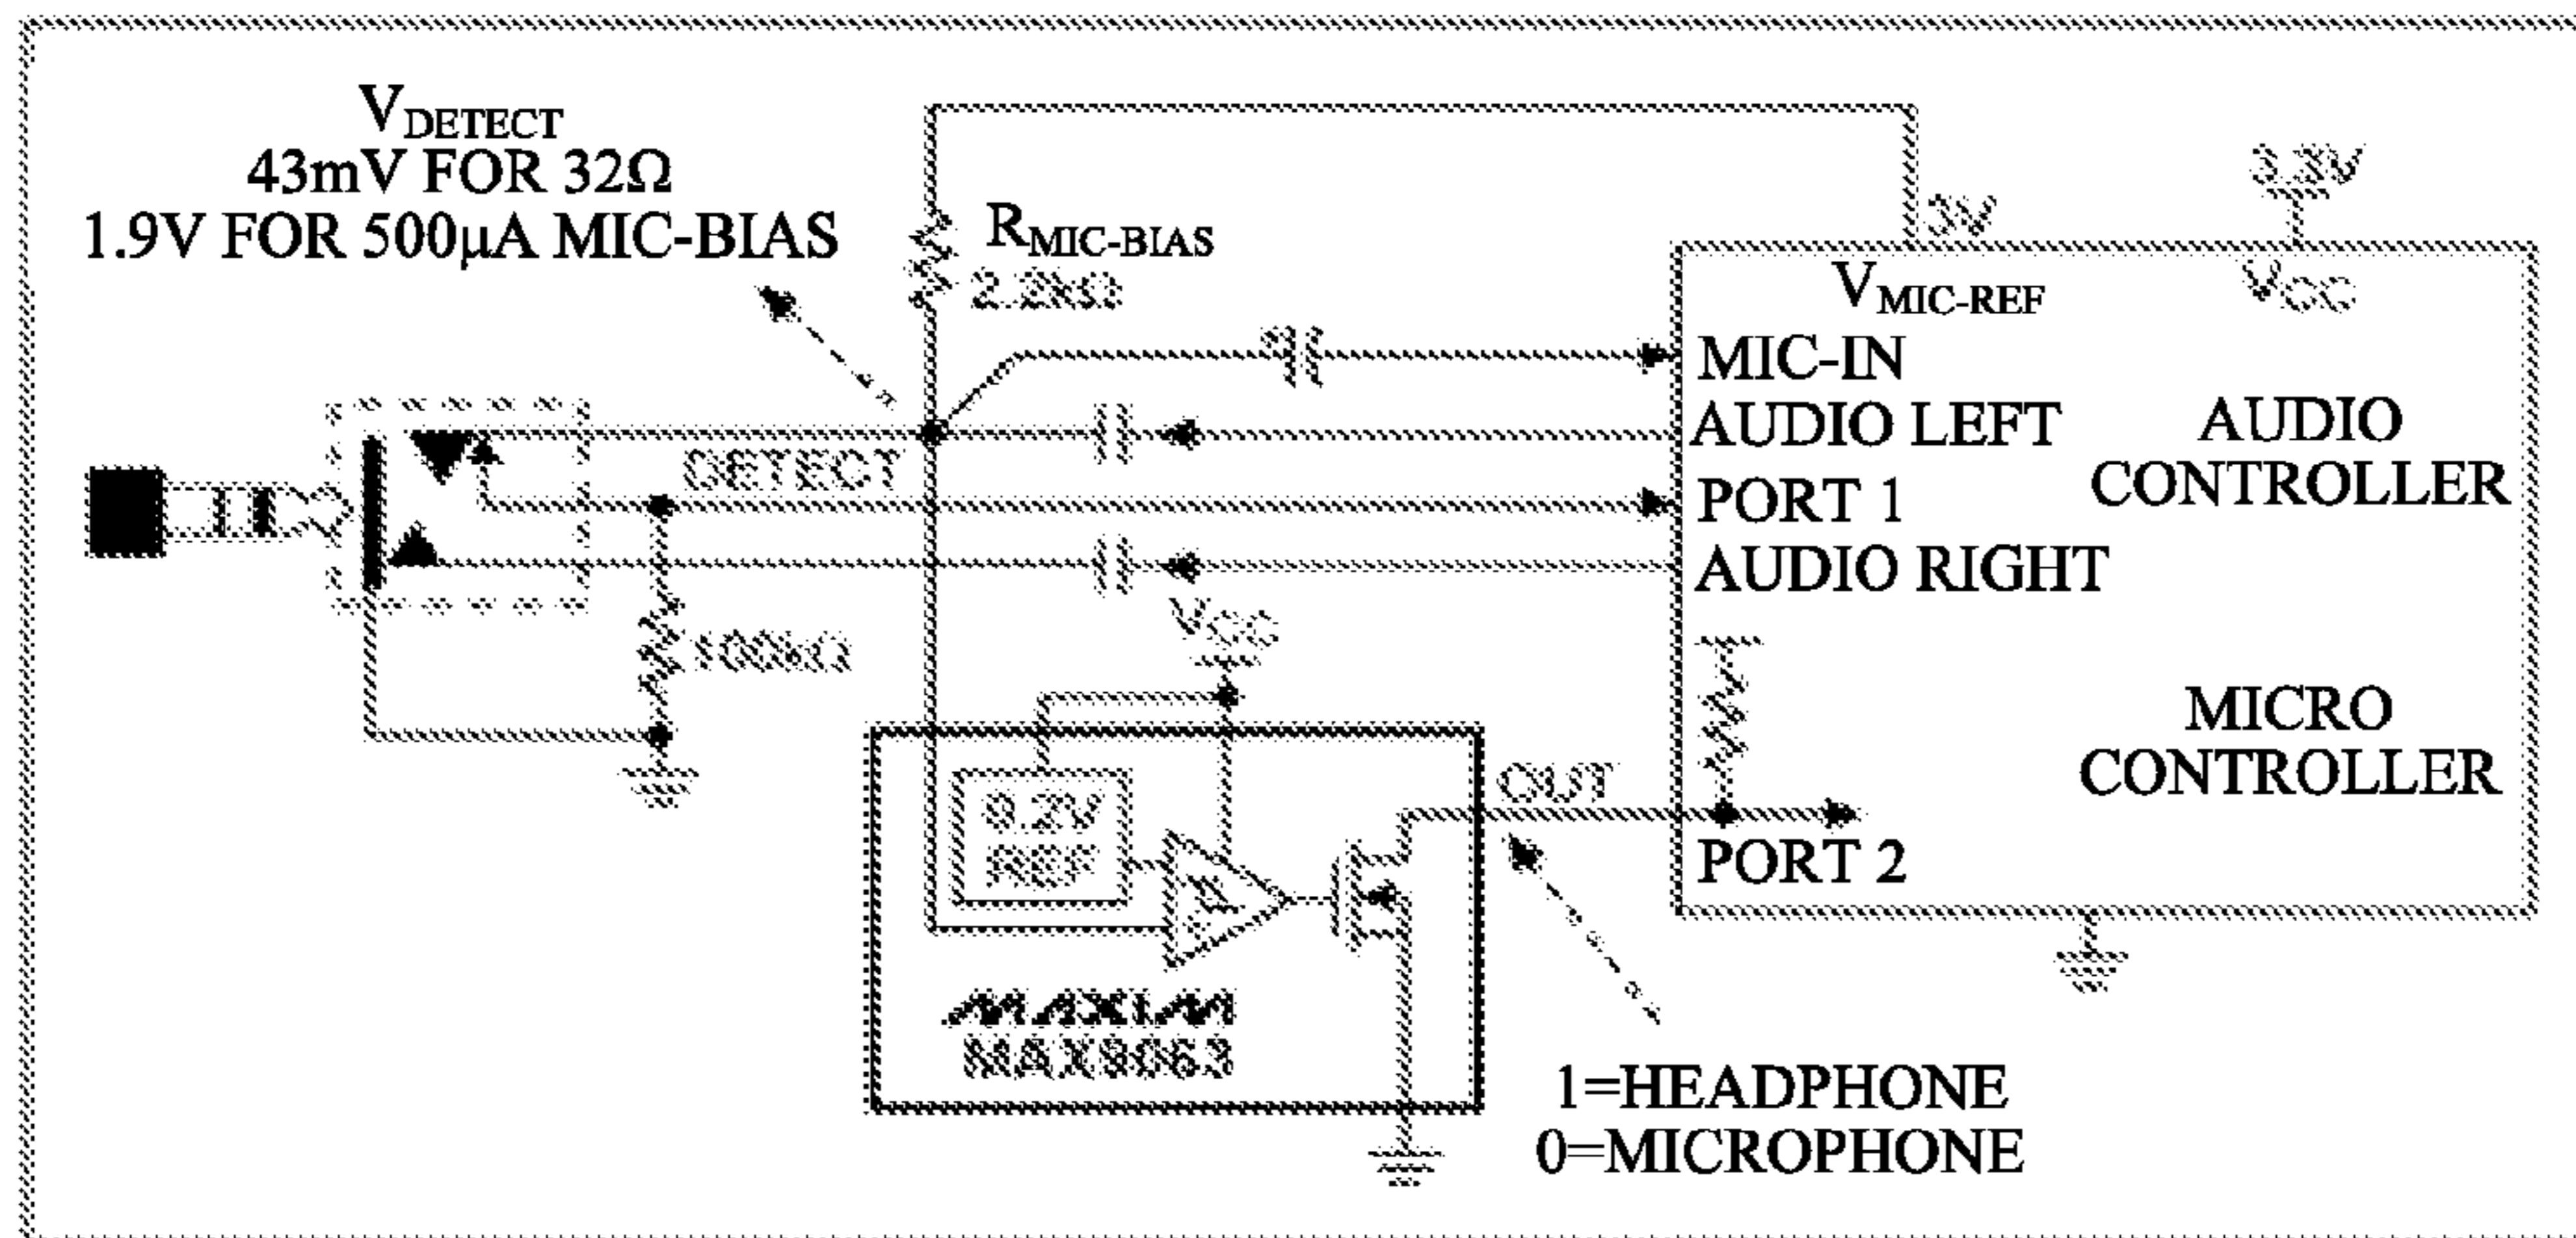 VDETECT
43mV FOR 32Ω
1.9V FOR 500µA MIC-BIAS
RMIC-BIAS
2.2kΩ
3V
3.3V
VMIC-REF
VCC
MIC-IN
AUDIO LEFT
AUDIO
CONTROLLER
DETECT
PORT 1
AUDIO RIGHT
VCC
100kΩ
MICRO
CONTROLLER
0.2V
REF
OUT
PORT 2
MAXIM
MAX9063
1=HEADPHONE
0=MICROPHONE